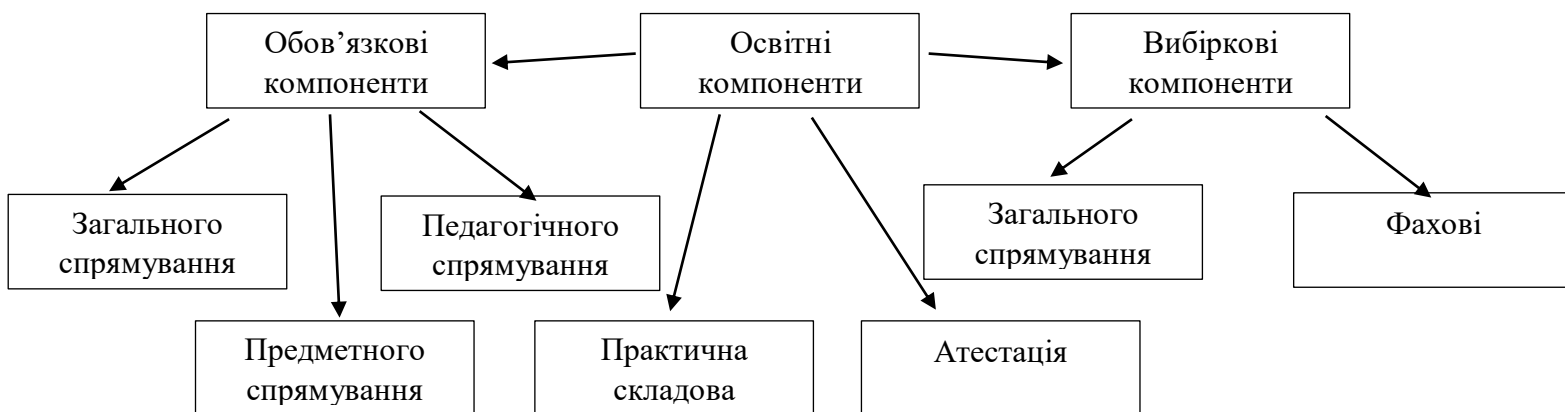 Обов’язкові
компоненти
Освітні
компоненти
Вибіркові
компоненти
Загального
спрямування
Педагогічного
спрямування
Загального
спрямування
Фахові
Предметного
спрямування
Практична
складова
Атестація